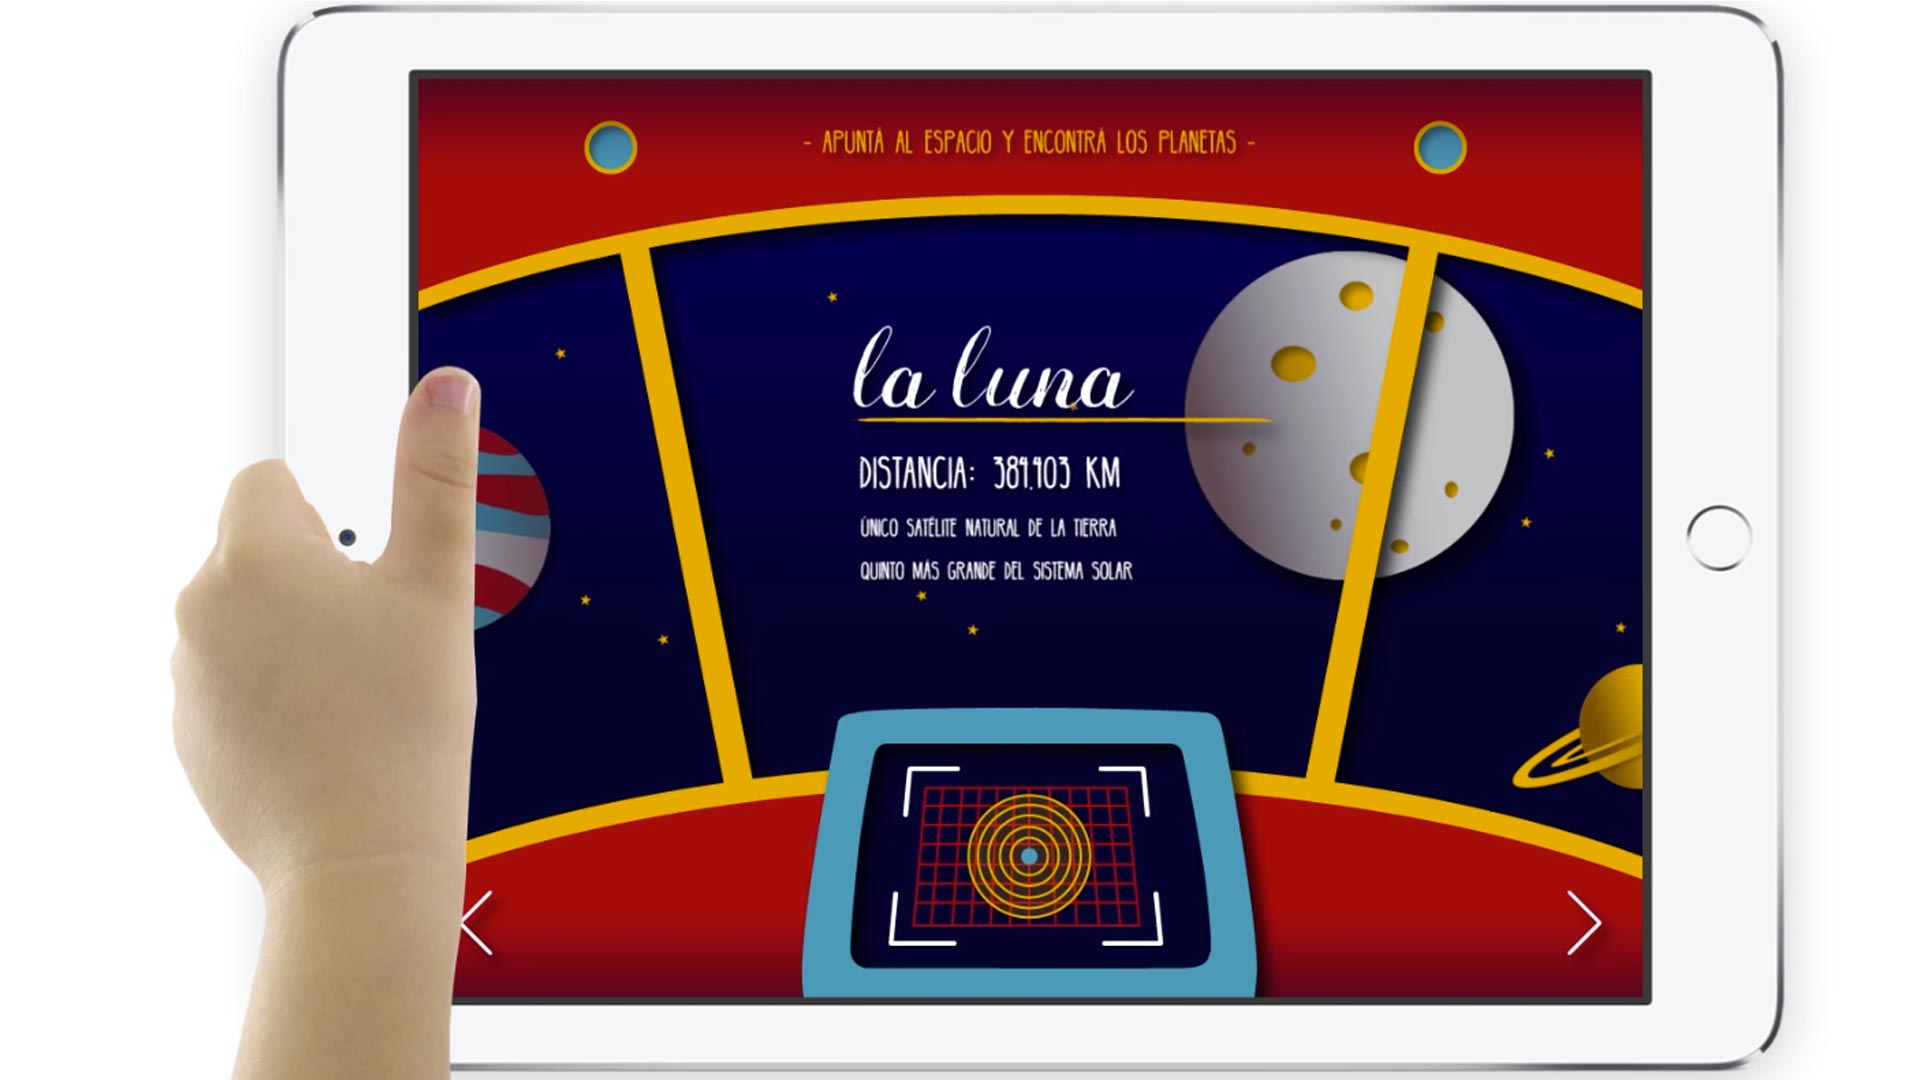 - APUNTÁ AL ESPACIO Y ENCONTRÁ LOS PLANETAS -
la luna
DISTANCIA: 384.403 KM
ÚNICO SATÉLITE NATURAL DE LA TIERRA
QUINTO MÁS GRANDE DEL SISTEMA SOLAR